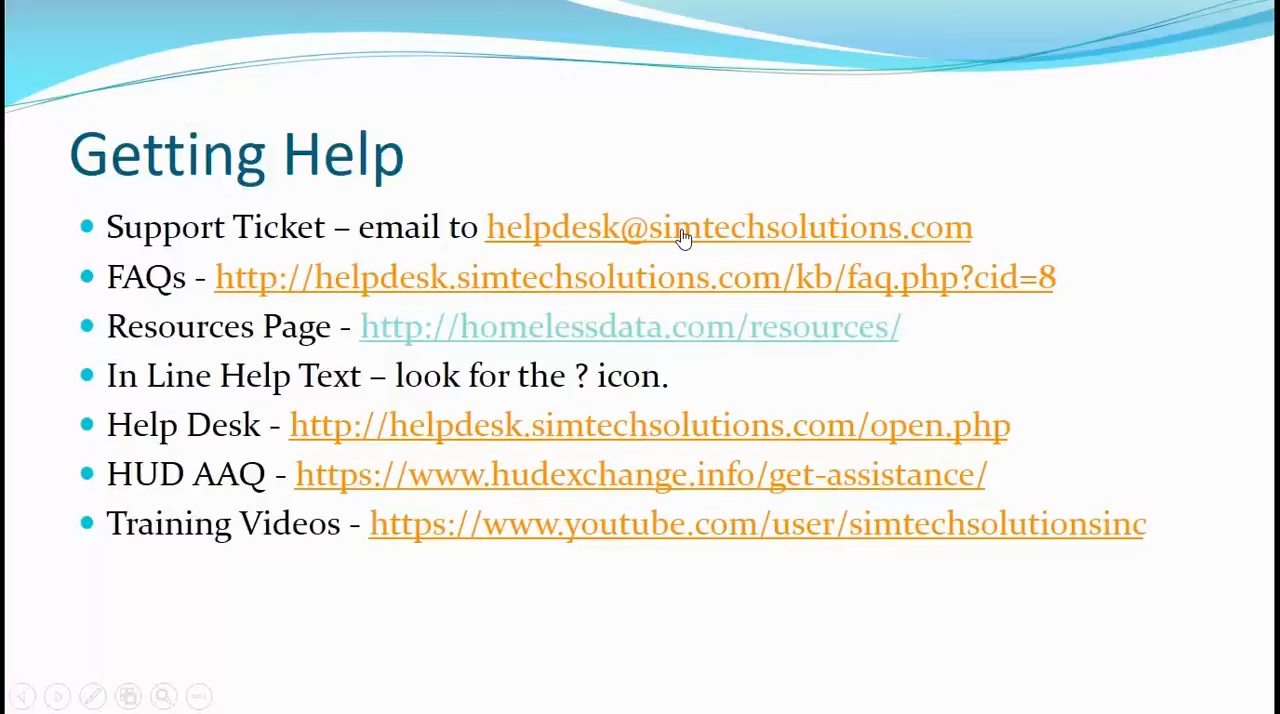 Getting Help
Support Ticket – email to helpdesk@simtechsolutions.com
FAQs - http://helpdesk.simtechsolutions.com/kb/faq.php?cid=8
Resources Page - http://homelessdata.com/resources/
In Line Help Text – look for the ? icon.
Help Desk - http://helpdesk.simtechsolutions.com/open.php
HUD AAQ - https://www.hudexchange.info/get-assistance/
Training Videos - https://www.youtube.com/user/simtechsolutionsinc